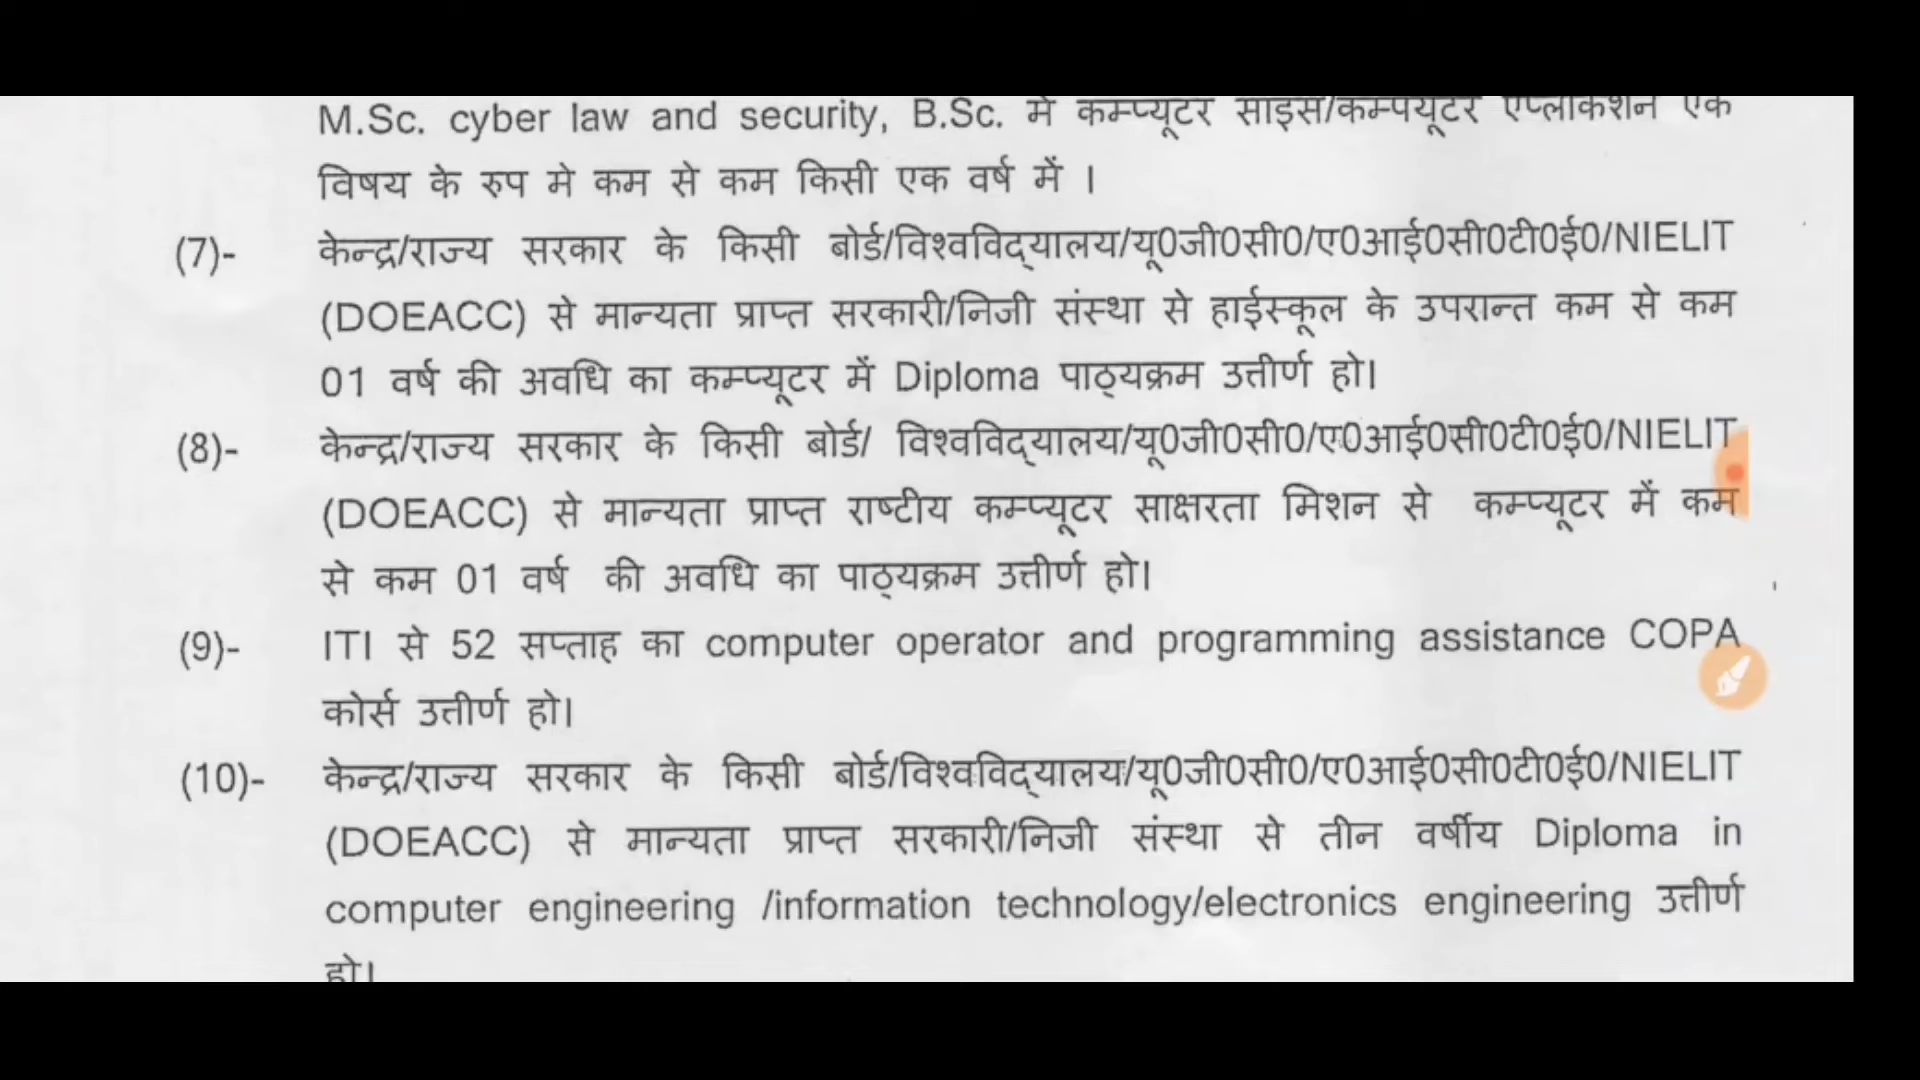 M.Sc. cyber law and security, B.Sc. मे कम्प्यूटर साइंस/कम्पयूटर एप्लीकेशन एक
विषय के रुप मे कम से कम किसी एक वर्ष में ।
(7)- केन्द्र/राज्य सरकार के किसी बोर्ड/विश्वविद्यालय/यू0जी0सी0/ए0आई0सी0टी0ई0/NIELIT
(DOEACC) से मान्यता प्राप्त सरकारी/निजी संस्था से हाईस्कूल के उपरान्त कम से कम
01 वर्ष की अवधि का कम्प्यूटर में Diploma पाठ्यक्रम उत्तीर्ण हो।
(8)- केन्द्र/राज्य सरकार के किसी बोर्ड/ विश्वविद्यालय/यू0जी0सी0/ए0आई0सी0टी0ई0/NIELIT
(DOEACC) से मान्यता प्राप्त राष्टीय कम्प्यूटर साक्षरता मिशन से कम्प्यूटर में कम
से कम 01 वर्ष की अवधि का पाठ्यक्रम उत्तीर्ण हो।
(9)- ITI से 52 सप्ताह का computer operator and programming assistance COPA
कोर्स उत्तीर्ण हो।
(10)- केन्द्र/राज्य सरकार के किसी बोर्ड/विश्वविद्यालय/यू0जी0सी0/ए0आई0सी0टी0ई0/NIELIT
(DOEACC) से मान्यता प्राप्त सरकारी/निजी संस्था से तीन वर्षीय Diploma in
computer engineering /information technology/electronics engineering उत्तीर्ण
हो।